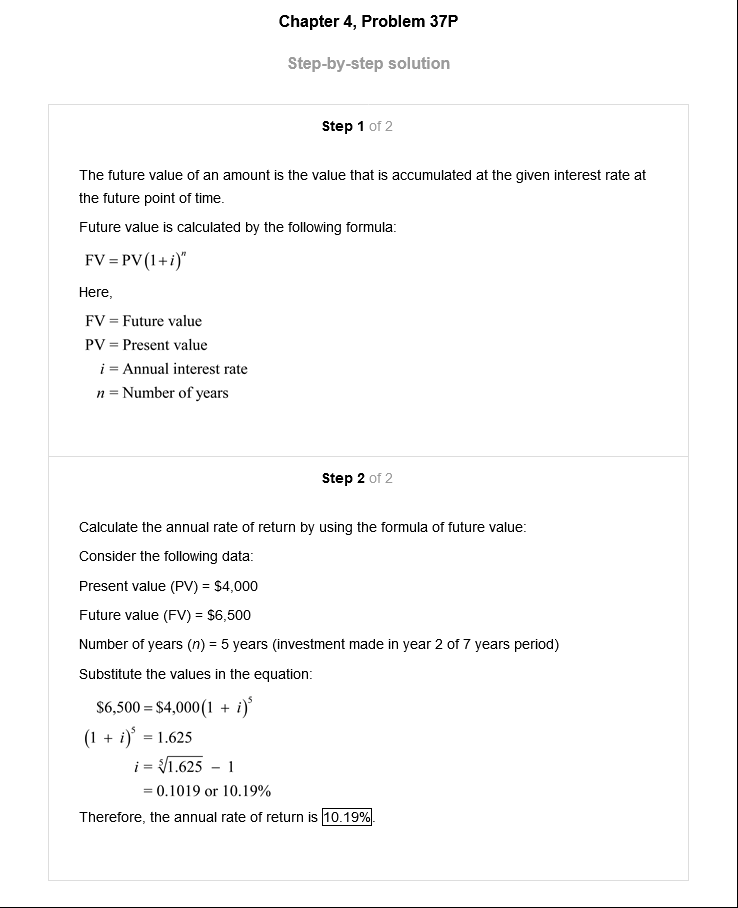 Chapter 4, Problem 37P
Step-by-step solution
Step 1 of 2
The future value of an amount is the value that is accumulated at the given interest rate at
the future point of time.
Future value is calculated by the following formula:
FV = PV(1+i)ⁿ
Here,
FV = Future value
PV = Present value
i = Annual interest rate
n = Number of years
Step 2 of 2
Calculate the annual rate of return by using the formula of future value:
Consider the following data:
Present value (PV) = $4,000
Future value (FV) = $6,500
Number of years (n) = 5 years (investment made in year 2 of 7 years period)
Substitute the values in the equation:
$6,500 = $4,000(1 + i)⁵
(1 + i)⁵ = 1.625
i = ⁵√1.625 − 1
= 0.1019 or 10.19%
Therefore, the annual rate of return is 10.19%.